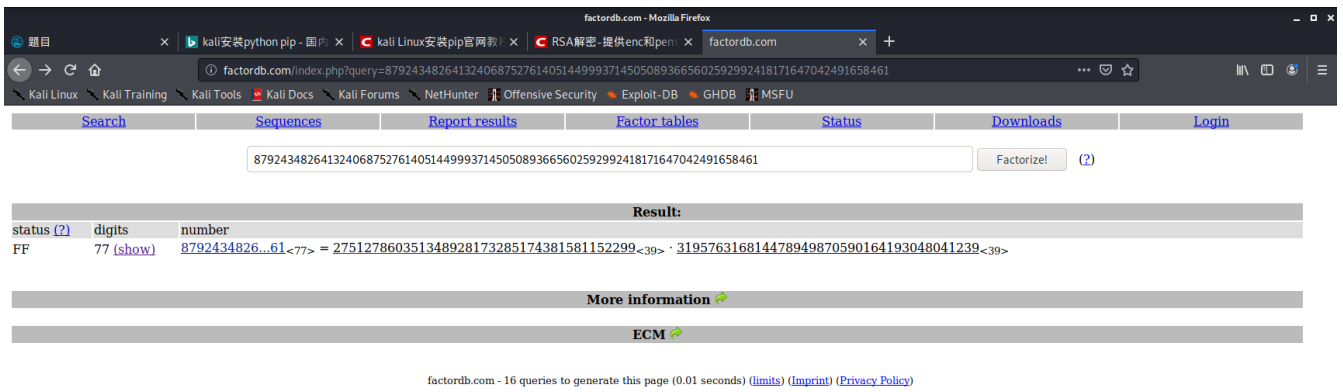 factordb.com - Mozilla Firefox
題目 kali安装python pip - 国内 kali Linux安装pip官网教程 RSA解密-提供enc和pem factordb.com
factordb.com/index.php?query=87924348264132406875276140514499937145050893665602592992418171647042491658461
Kali Linux Kali Training Kali Tools Kali Docs Kali Forums NetHunter Offensive Security Exploit-DB GHDB MSFU
Search Sequences Report results Factor tables Status Downloads Login
87924348264132406875276140514499937145050893665602592992418171647042491658461 Factorize! (?)
Result:
status (?) digits number
FF 77 (show) 8792434826...61<77> = 275127860351348928173285174381581152299<39> · 319576316814478949870590164193048041239<39>
More information
ECM
factordb.com - 16 queries to generate this page (0.01 seconds) (limits) (Imprint) (Privacy Policy)